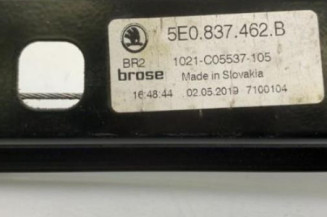 5E0.837.462.B
BR2 1021-C05537-105
brose Made in Slovakia
16:48:44 02.05.2019 7100104